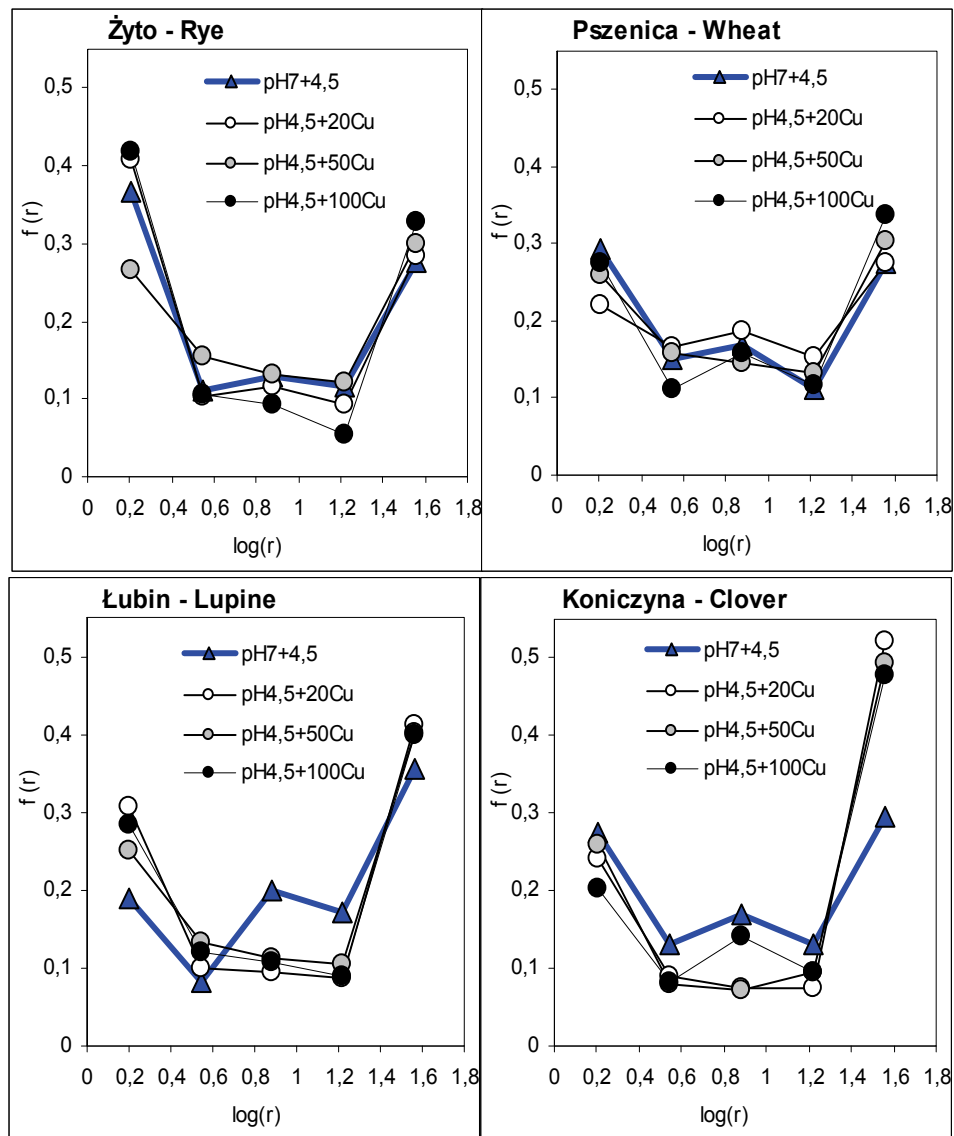 Żyto - Rye
0,5
0,4
0,3
0,2
0,1
0
f (r)
pH7+4,5
pH4,5+20Cu
pH4,5+50Cu
pH4,5+100Cu
0 0,2 0,4 0,6 0,8 1 1,2 1,4 1,6 1,8
log(r)
Pszenica - Wheat
0,5
0,4
0,3
0,2
0,1
0
f (r)
pH7+4,5
pH4,5+20Cu
pH4,5+50Cu
pH4,5+100Cu
0 0,2 0,4 0,6 0,8 1 1,2 1,4 1,6 1,8
log(r)
Łubin - Lupine
0,5
0,4
0,3
0,2
0,1
0
f (r)
pH7+4,5
pH4,5+20Cu
pH4,5+50Cu
pH4,5+100Cu
0 0,2 0,4 0,6 0,8 1 1,2 1,4 1,6 1,8
log(r)
Koniczyna - Clover
0,5
0,4
0,3
0,2
0,1
0
f (r)
pH7+4,5
pH4,5+20Cu
pH4,5+50Cu
pH4,5+100Cu
0 0,2 0,4 0,6 0,8 1 1,2 1,4 1,6 1,8
log(r)